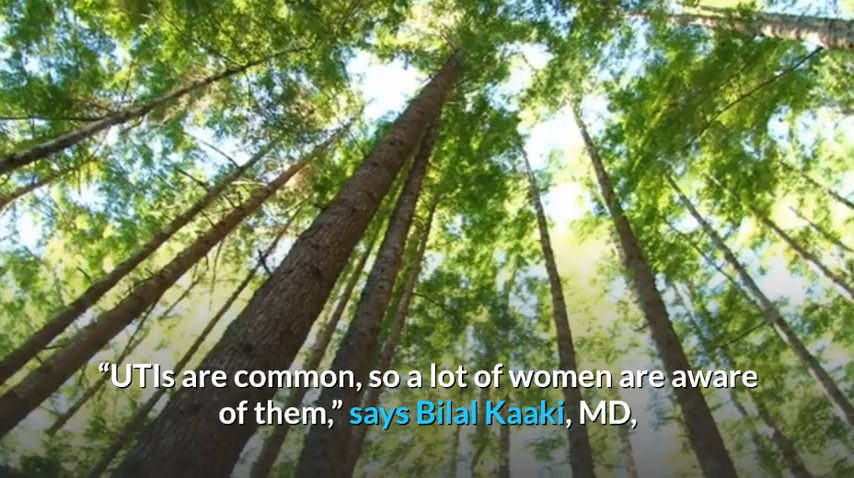 “UTIs are common, so a lot of women are aware
of them,” says Bilal Kaaki, MD,